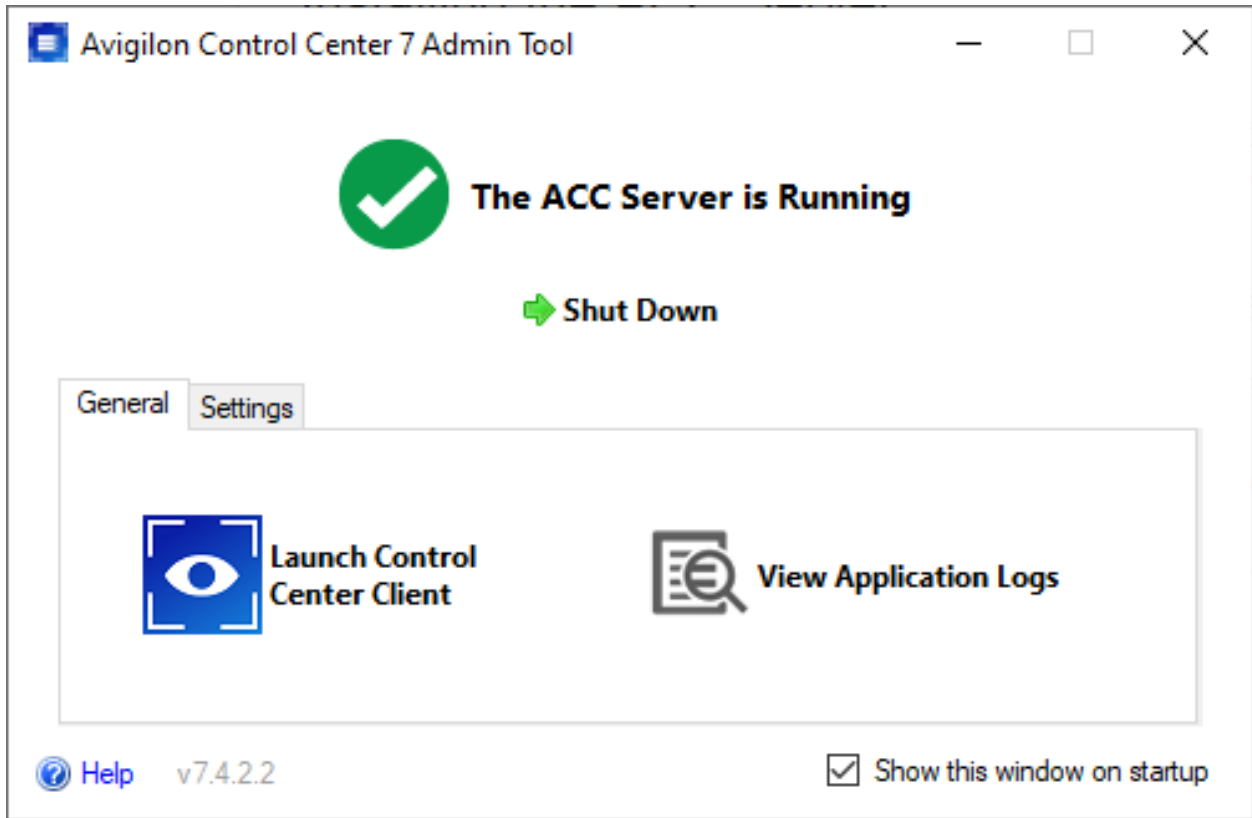 Avigilon Control Center 7 Admin Tool
The ACC Server is Running
Shut Down
General
Settings
Launch Control
Center Client
View Application Logs
Help
v7.4.2.2
Show this window on startup